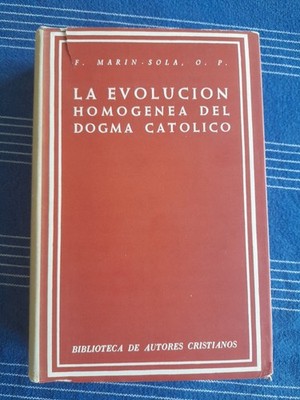 F. MARIN-SOLA, O. P.
LA EVOLUCION
HOMOGENEA DEL
DOGMA CATOLICO
BIBLIOTECA DE AUTORES CRISTIANOS